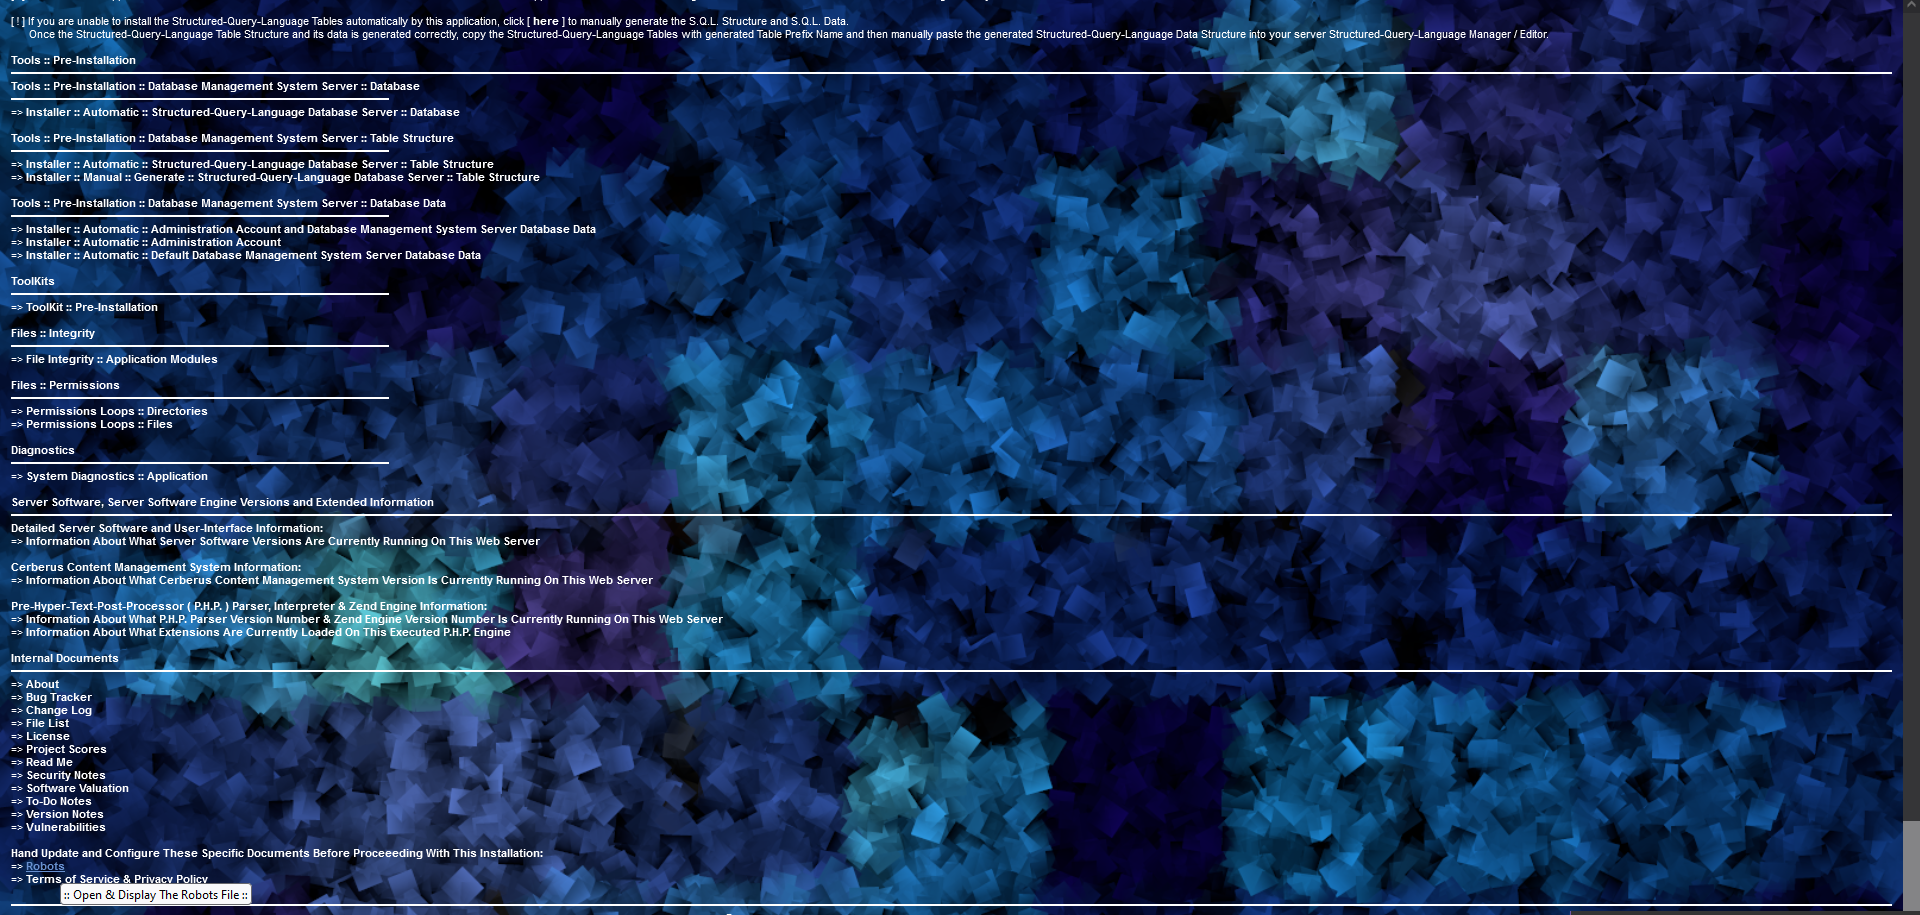 [ ! ] If you are unable to install the Structured-Query-Language Tables automatically by this application, click [ here ] to manually generate the S.Q.L. Structure and S.Q.L. Data.
Once the Structured-Query-Language Table Structure and its data is generated correctly, copy the Structured-Query-Language Tables with generated Table Prefix Name and then manually paste the generated Structured-Query-Language Data Structure into your server Structured-Query-Language Manager / Editor.
Tools :: Pre-Installation
Tools :: Pre-Installation :: Database Management System Server :: Database
=> Installer :: Automatic :: Structured-Query-Language Database Server :: Database
Tools :: Pre-Installation :: Database Management System Server :: Table Structure
=> Installer :: Automatic :: Structured-Query-Language Database Server :: Table Structure
=> Installer :: Manual :: Generate :: Structured-Query-Language Database Server :: Table Structure
Tools :: Pre-Installation :: Database Management System Server :: Database Data
=> Installer :: Automatic :: Administration Account and Database Management System Server Database Data
=> Installer :: Automatic :: Administration Account
=> Installer :: Automatic :: Default Database Management System Server Database Data
ToolKits
=> ToolKit :: Pre-Installation
Files :: Integrity
=> File Integrity :: Application Modules
Files :: Permissions
=> Permissions Loops :: Directories
=> Permissions Loops :: Files
Diagnostics
=> System Diagnostics :: Application
Server Software, Server Software Engine Versions and Extended Information
Detailed Server Software and User-Interface Information:
=> Information About What Server Software Versions Are Currently Running On This Web Server
Cerberus Content Management System Information:
=> Information About What Cerberus Content Management System Version Is Currently Running On This Web Server
Pre-Hyper-Text-Post-Processor ( P.H.P. ) Parser, Interpreter & Zend Engine Information:
=> Information About What P.H.P. Parser Version Number & Zend Engine Version Number Is Currently Running On This Web Server
=> Information About What Extensions Are Currently Loaded On This Executed P.H.P. Engine
Internal Documents
=> About
=> Bug Tracker
=> Change Log
=> File List
=> License
=> Project Scores
=> Read Me
=> Security Notes
=> Software Valuation
=> To-Do Notes
=> Version Notes
=> Vulnerabilities
Hand Update and Configure These Specific Documents Before Proceeeding With This Installation:
=> Robots
=> Terms of Service & Privacy Policy
:: Open & Display The Robots File ::